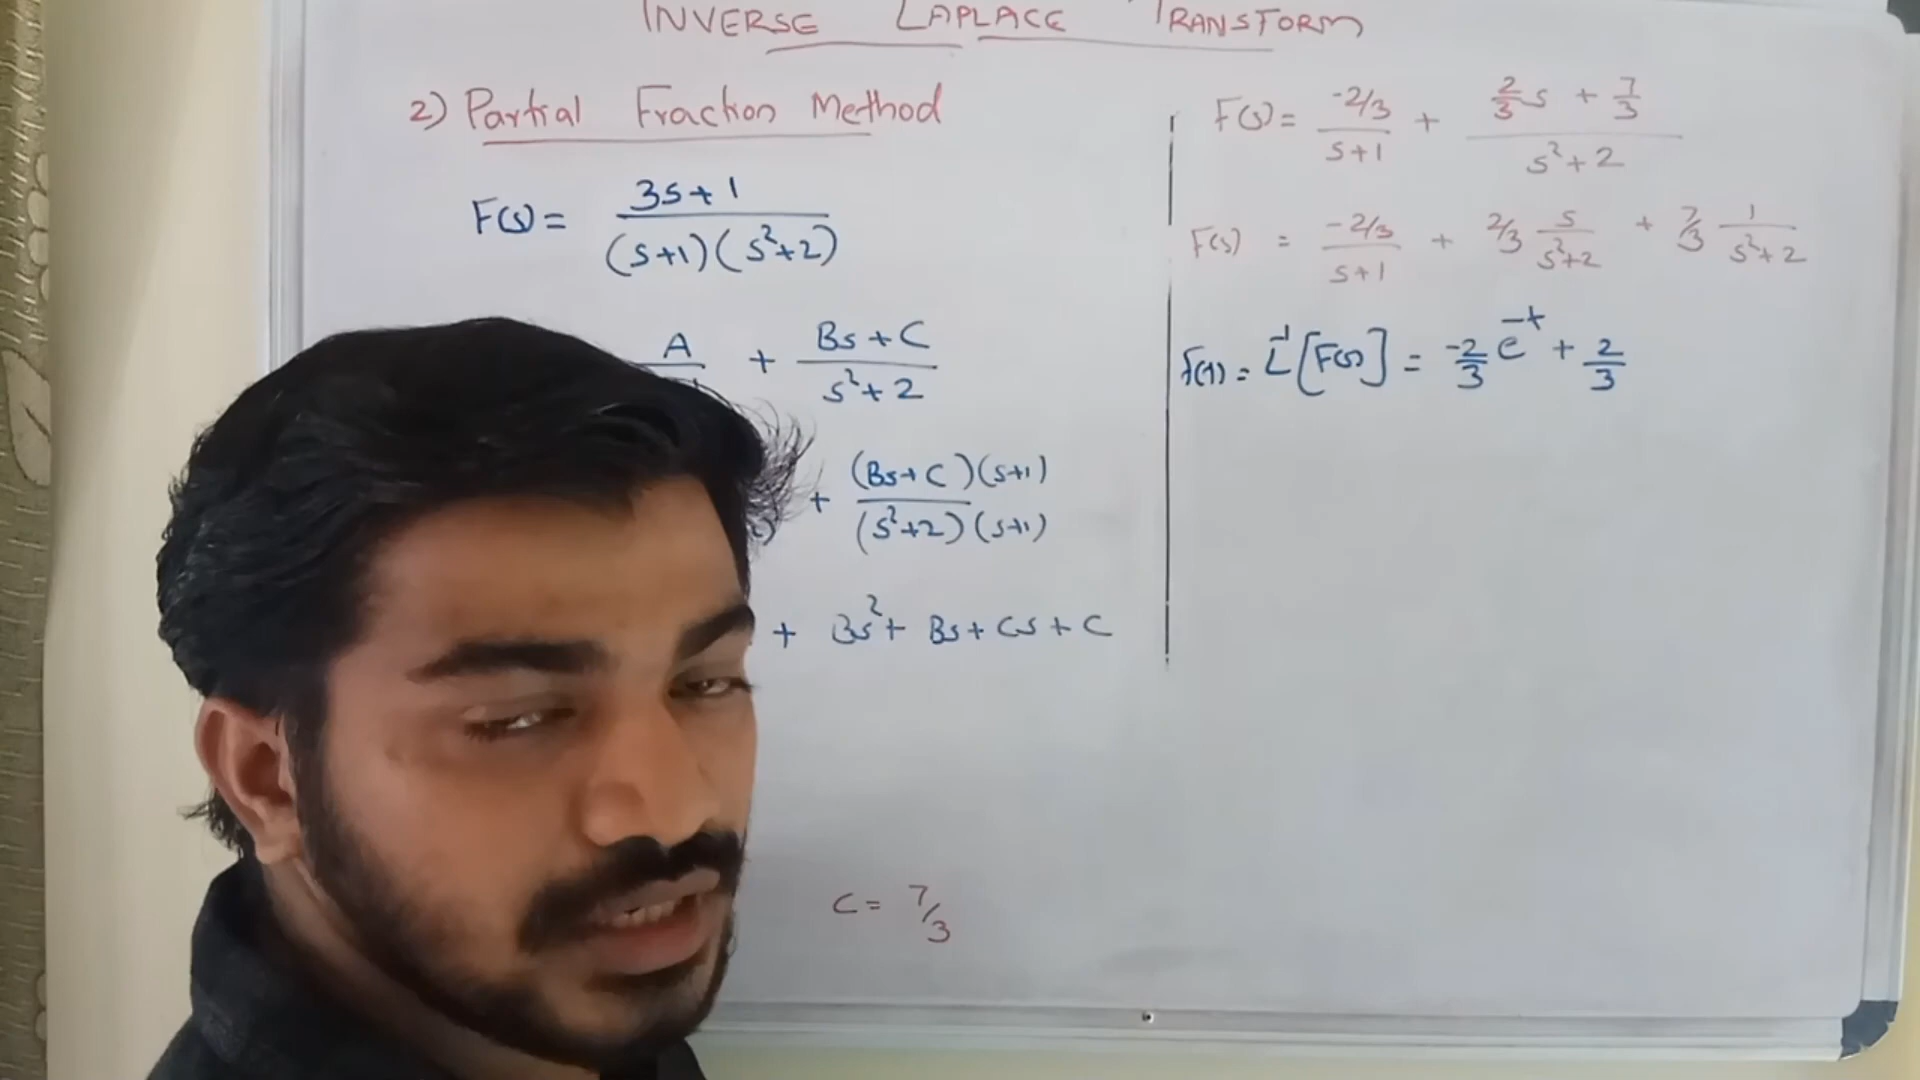 INVERSE LAPLACE TRANSFORM
2) Partial Fraction Method
F(s) = 3s+1 / (s+1)(s²+2)
A + Bs+C / s²+2
+ (Bs+C)(s+1) / (s²+2)(s+1)
+ Bs² + Bs + Cs + C
C = 7/3
F(s) = -2/3 / s+1 + 2/3 s + 7/3 / s²+2
F(s) = -2/3 / s+1 + 2/3 s / s²+2 + 7/3 1 / s²+2
f(t) = L⁻¹[F(s)] = -2/3 e^-t + 2/3